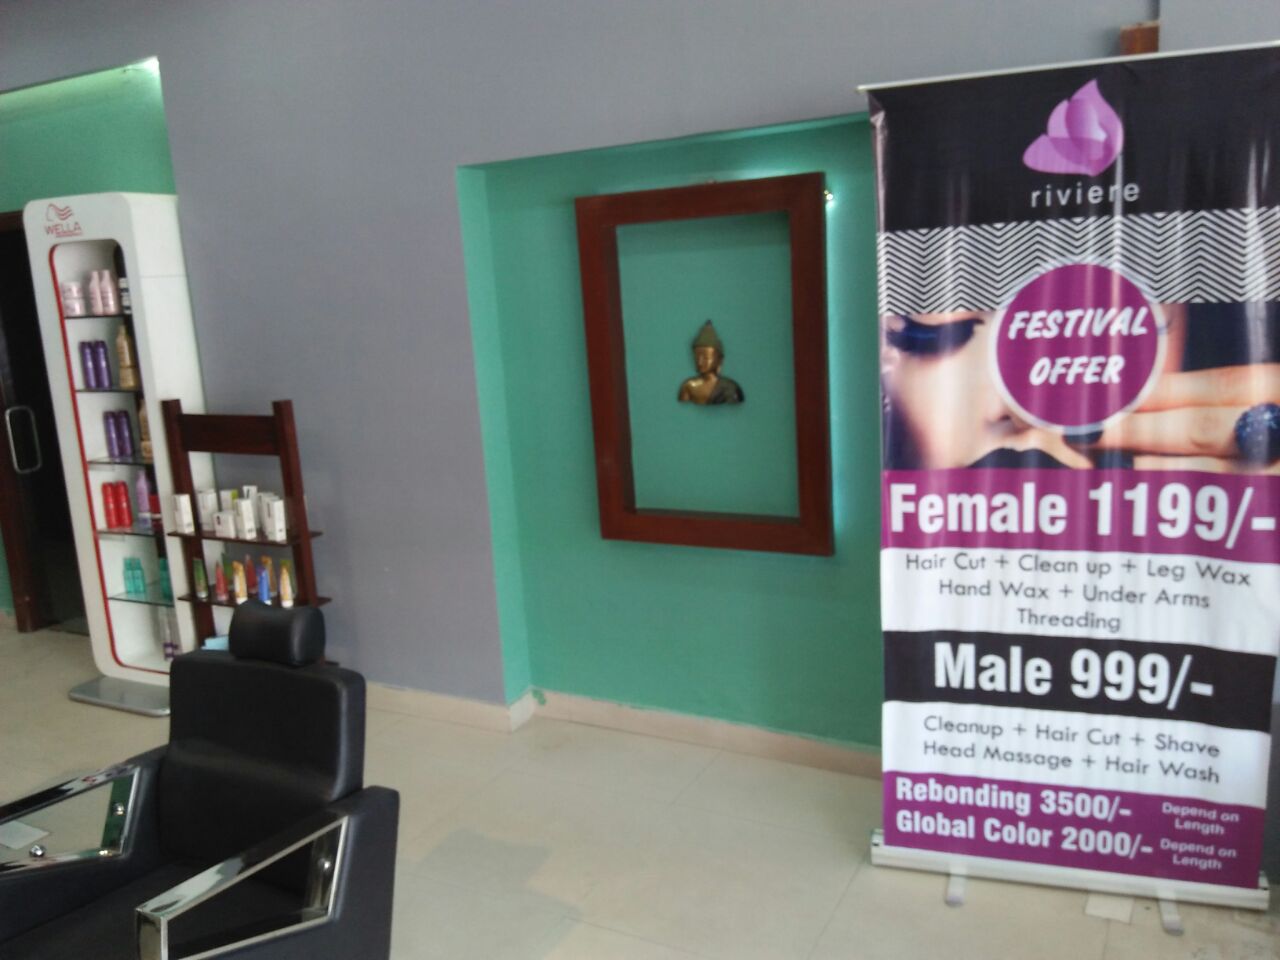 WELLA
riviere
FESTIVAL
OFFER
Female 1199/-
Hair Cut + Clean up + Leg Wax
Hand Wax + Under Arms
Threading
Male 999/-
Cleanup + Hair Cut + Shave
Head Massage + Hair Wash
Rebonding 3500/- Depend on
Length
Global Color 2000/- Depend on
Length